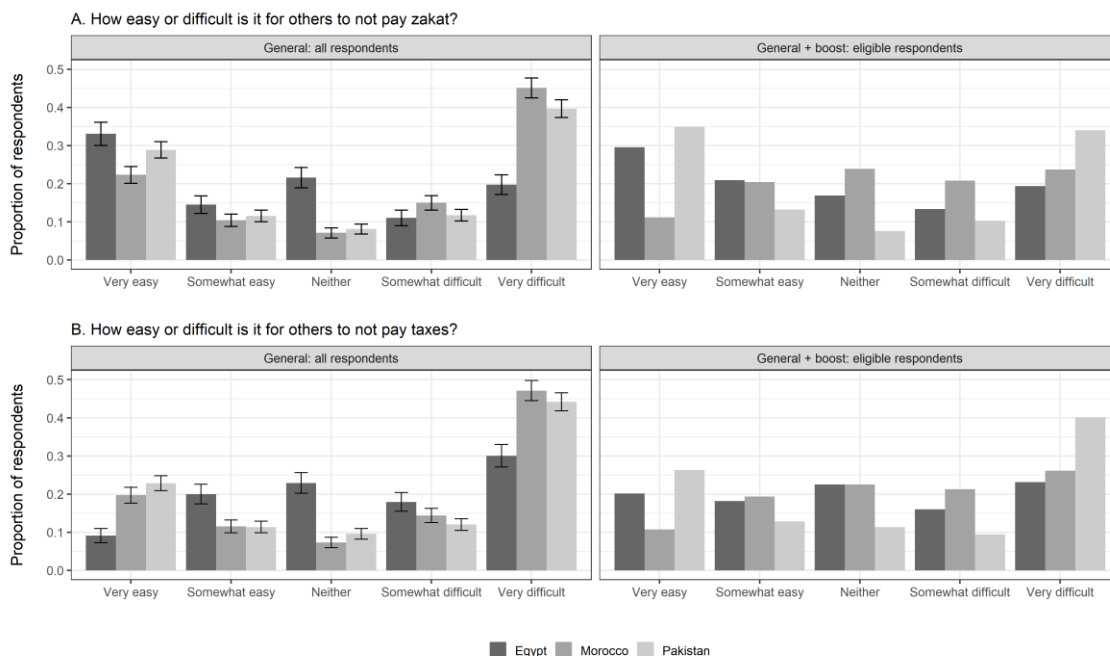 A. How easy or difficult is it for others to not pay zakat?
General: all respondents
General + boost: eligible respondents
Proportion of respondents
0.5
0.4
0.3
0.2
0.1
0.0
Very easy Somewhat easy Neither Somewhat difficult Very difficult
Very easy Somewhat easy Neither Somewhat difficult Very difficult
B. How easy or difficult is it for others to not pay taxes?
General: all respondents
General + boost: eligible respondents
Proportion of respondents
0.5
0.4
0.3
0.2
0.1
0.0
Very easy Somewhat easy Neither Somewhat difficult Very difficult
Very easy Somewhat easy Neither Somewhat difficult Very difficult
Egypt Morocco Pakistan